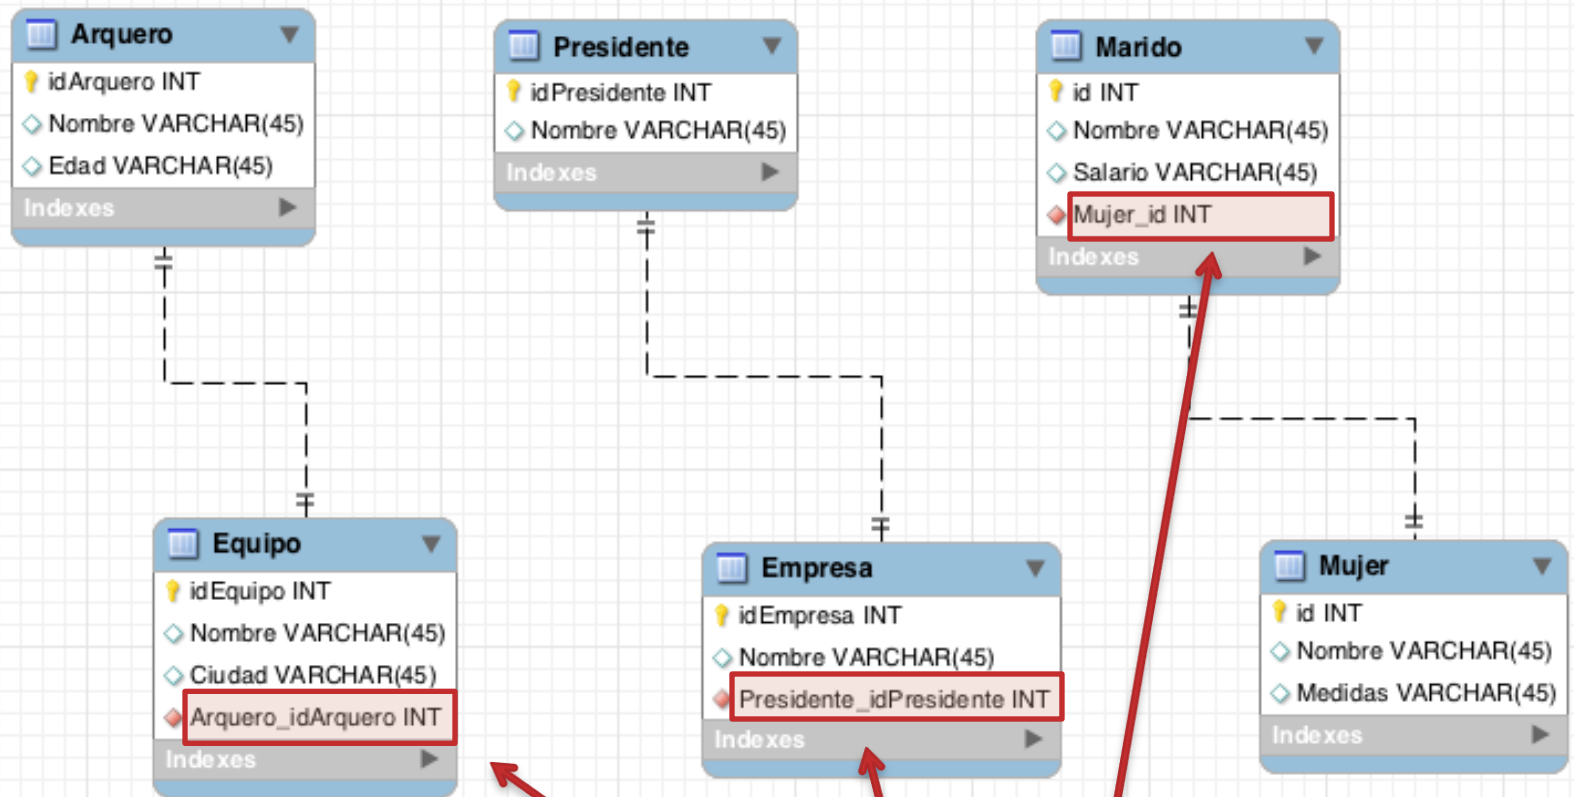 Arquero
idArquero INT
Nombre VARCHAR(45)
Edad VARCHAR(45)
Indexes
Presidente
idPresidente INT
Nombre VARCHAR(45)
Indexes
Marido
id INT
Nombre VARCHAR(45)
Salario VARCHAR(45)
Mujer_id INT
Indexes
Equipo
idEquipo INT
Nombre VARCHAR(45)
Ciudad VARCHAR(45)
Arquero_idArquero INT
Indexes
Empresa
idEmpresa INT
Nombre VARCHAR(45)
Presidente_idPresidente INT
Indexes
Mujer
id INT
Nombre VARCHAR(45)
Medidas VARCHAR(45)
Indexes